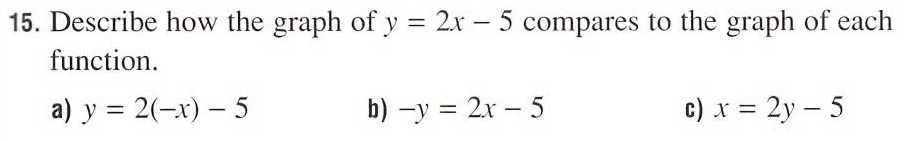 15. Describe how the graph of y = 2x – 5 compares to the graph of each
function.
a) y = 2(–x) – 5 b) –y = 2x – 5 c) x = 2y – 5